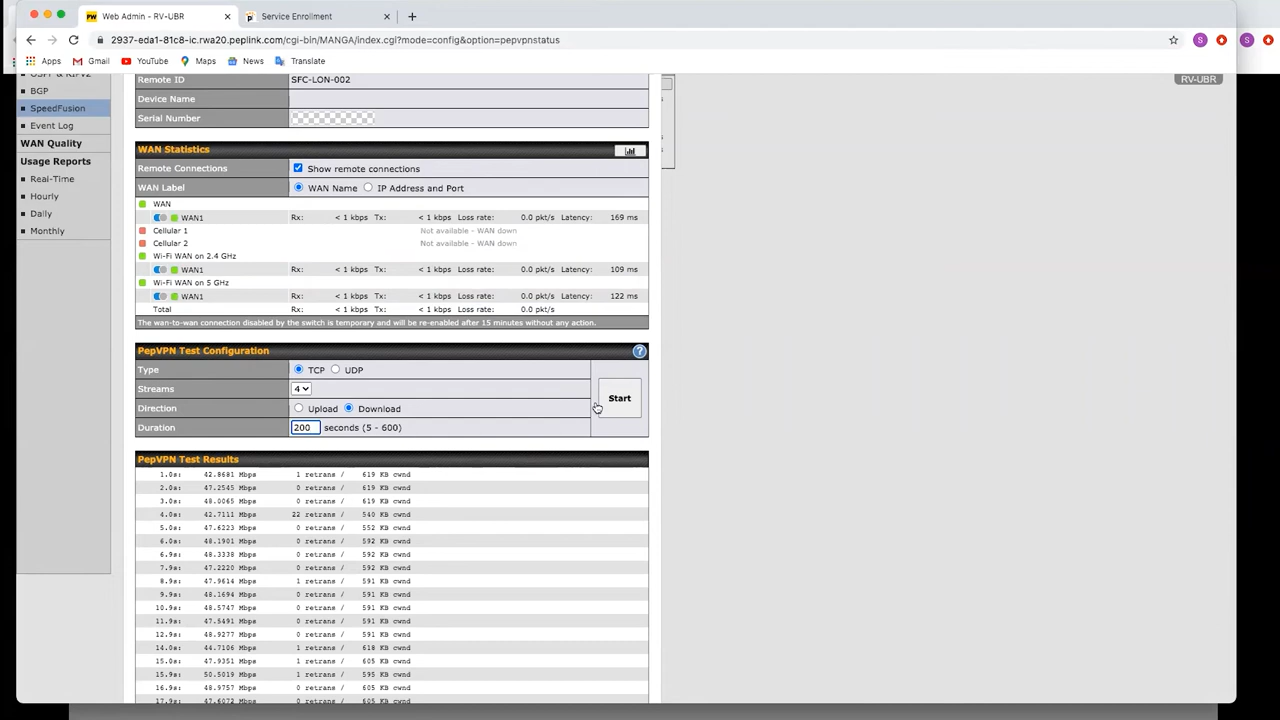 Web Admin - RV-UBR
Service Enrollment
2937-eda1-81c8-ic.rwa20.peplink.com/cgi-bin/MANGA/index.cgi?mode=config&option=pepvpnstatus
S
S
Apps
Gmail
YouTube
Maps
News
Translate
OSPF & RIPv2
BGP
SpeedFusion
Event Log
WAN Quality
Usage Reports
Real-Time
Hourly
Daily
Monthly
RV-UBR
Remote ID SFC-LON-002
Device Name
Serial Number
WAN Statistics
Remote Connections Show remote connections
WAN Label WAN Name IP Address and Port
WAN
WAN1 Rx: < 1 kbps Tx: < 1 kbps Loss rate: 0.0 pkt/s Latency: 169 ms
Cellular 1 Not available - WAN down
Cellular 2 Not available - WAN down
Wi-Fi WAN on 2.4 GHz
WAN1 Rx: < 1 kbps Tx: < 1 kbps Loss rate: 0.0 pkt/s Latency: 109 ms
Wi-Fi WAN on 5 GHz
WAN1 Rx: < 1 kbps Tx: < 1 kbps Loss rate: 0.0 pkt/s Latency: 122 ms
Total Rx: < 1 kbps Tx: < 1 kbps Loss rate: 0.0 pkt/s
The wan-to-wan connection disabled by the switch is temporary and will be re-enabled after 15 minutes without any action.
PepVPN Test Configuration ?
Type TCP UDP
Streams 4
Direction Upload Download
Duration 200 seconds (5 - 600)
Start
PepVPN Test Results
1.0s: 42.8681 Mbps 1 retrans / 619 KB cwnd
2.0s: 47.2545 Mbps 0 retrans / 619 KB cwnd
3.0s: 48.0065 Mbps 0 retrans / 619 KB cwnd
4.0s: 42.7111 Mbps 22 retrans / 540 KB cwnd
5.0s: 47.6223 Mbps 0 retrans / 552 KB cwnd
6.0s: 48.1901 Mbps 0 retrans / 592 KB cwnd
6.9s: 48.3338 Mbps 0 retrans / 592 KB cwnd
7.9s: 47.2220 Mbps 0 retrans / 592 KB cwnd
8.9s: 47.9614 Mbps 1 retrans / 591 KB cwnd
9.9s: 48.1694 Mbps 0 retrans / 591 KB cwnd
10.9s: 48.5747 Mbps 0 retrans / 591 KB cwnd
11.9s: 47.5491 Mbps 0 retrans / 591 KB cwnd
12.9s: 48.9277 Mbps 0 retrans / 591 KB cwnd
14.0s: 44.7106 Mbps 1 retrans / 618 KB cwnd
15.0s: 47.9351 Mbps 1 retrans / 605 KB cwnd
15.9s: 50.5019 Mbps 1 retrans / 595 KB cwnd
16.9s: 48.9757 Mbps 0 retrans / 605 KB cwnd
17.9s: 47.6072 Mbps 0 retrans / 605 KB cwnd